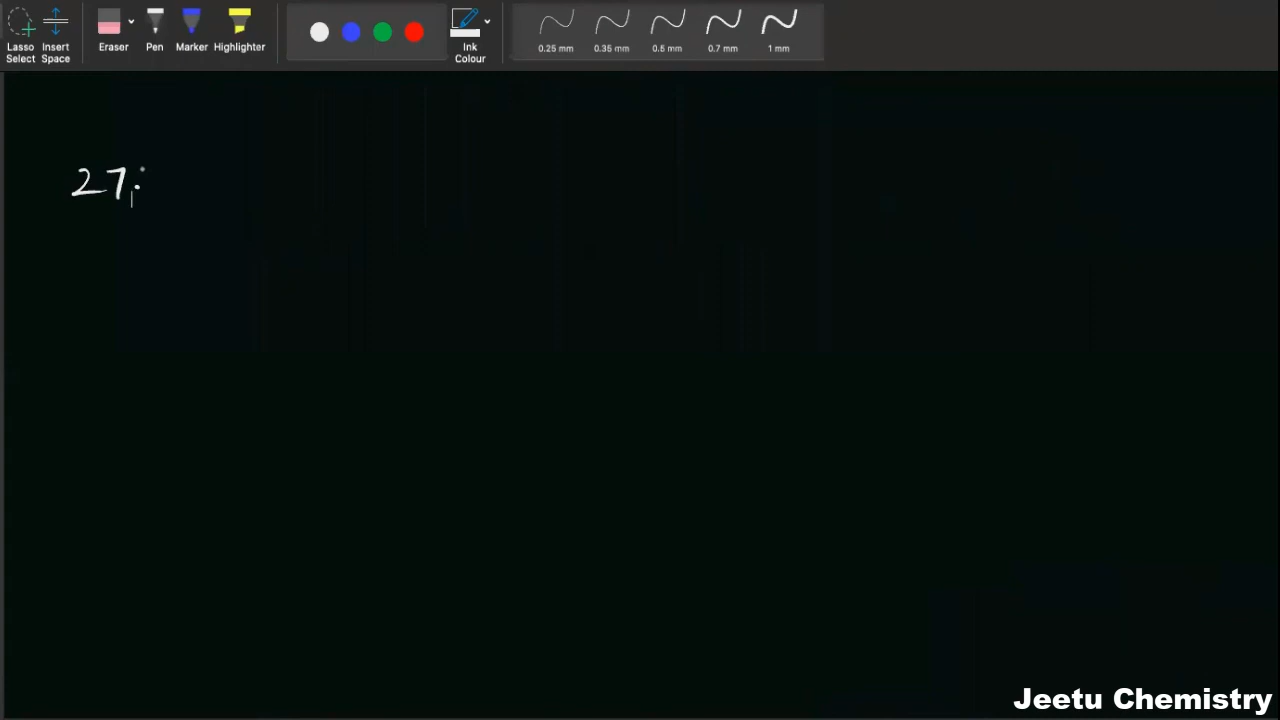 Lasso Select
Insert Space
Eraser
Pen
Marker
Highlighter
Ink Colour
0.25 mm
0.35 mm
0.5 mm
0.7 mm
1 mm
27.
Jeetu Chemistry